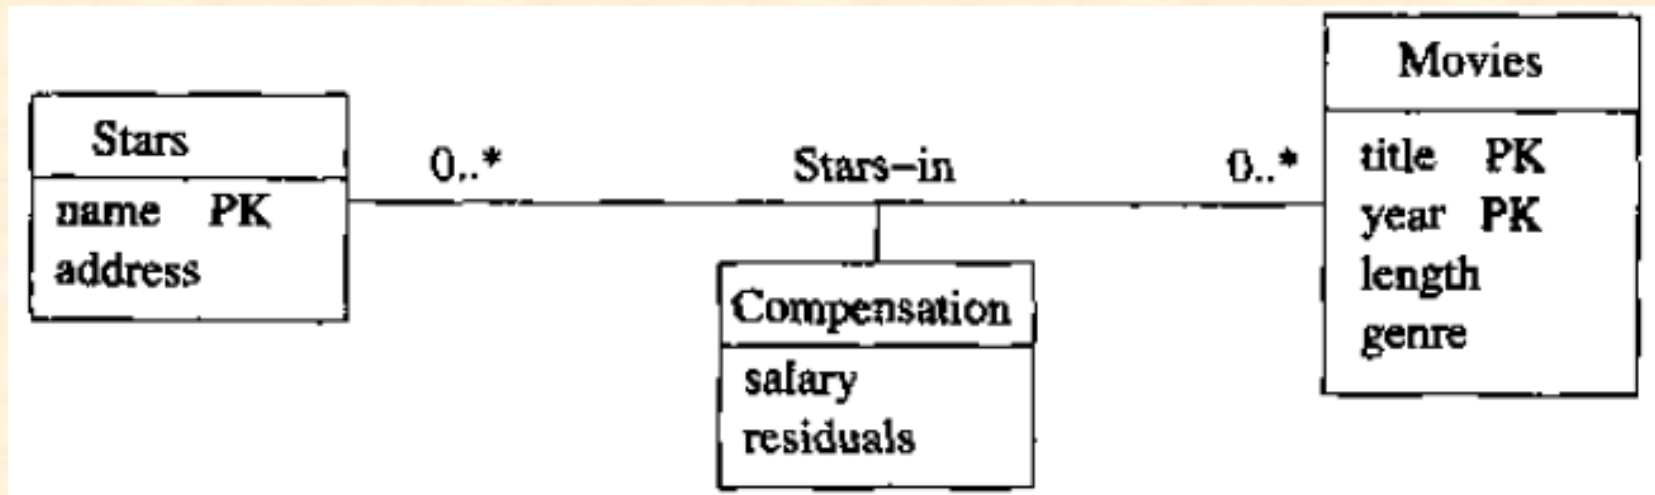 Stars
name PK
address
0..*
Stars-in
0..*
Compensation
salary
residuals
Movies
title PK
year PK
length
genre